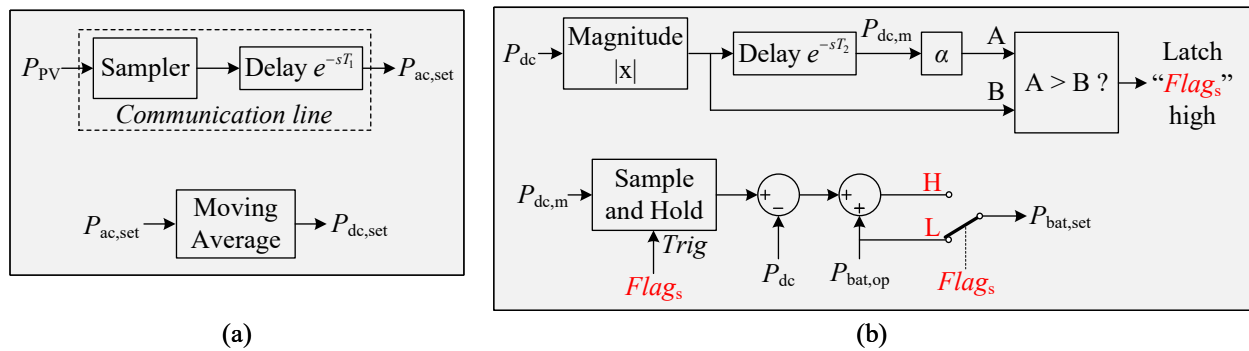 P_PV
Sampler
Delay e^{-sT_1}
P_ac,set
Communication line
P_ac,set
Moving
Average
P_dc,set
(a)
P_dc
Magnitude
|x|
Delay e^{-sT_2}
P_dc,m
α
A
B
A > B ?
Latch
“Flag_s”
high
P_dc,m
Sample
and Hold
Trig
Flag_s
+
−
P_dc
+
+
P_bat,op
H
L
P_bat,set
Flag_s
(b)